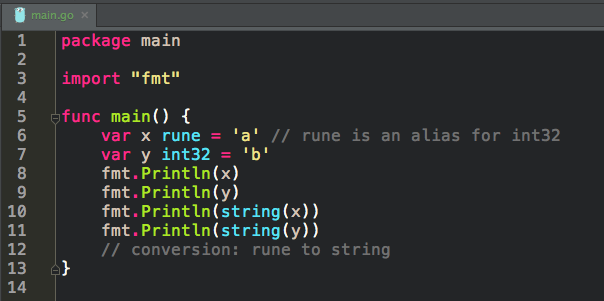 main.go ×
1 package main
2
3 import "fmt"
4
5 func main() {
6     var x rune = 'a' // rune is an alias for int32
7     var y int32 = 'b'
8     fmt.Println(x)
9     fmt.Println(y)
10     fmt.Println(string(x))
11     fmt.Println(string(y))
12     // conversion: rune to string
13 }
14